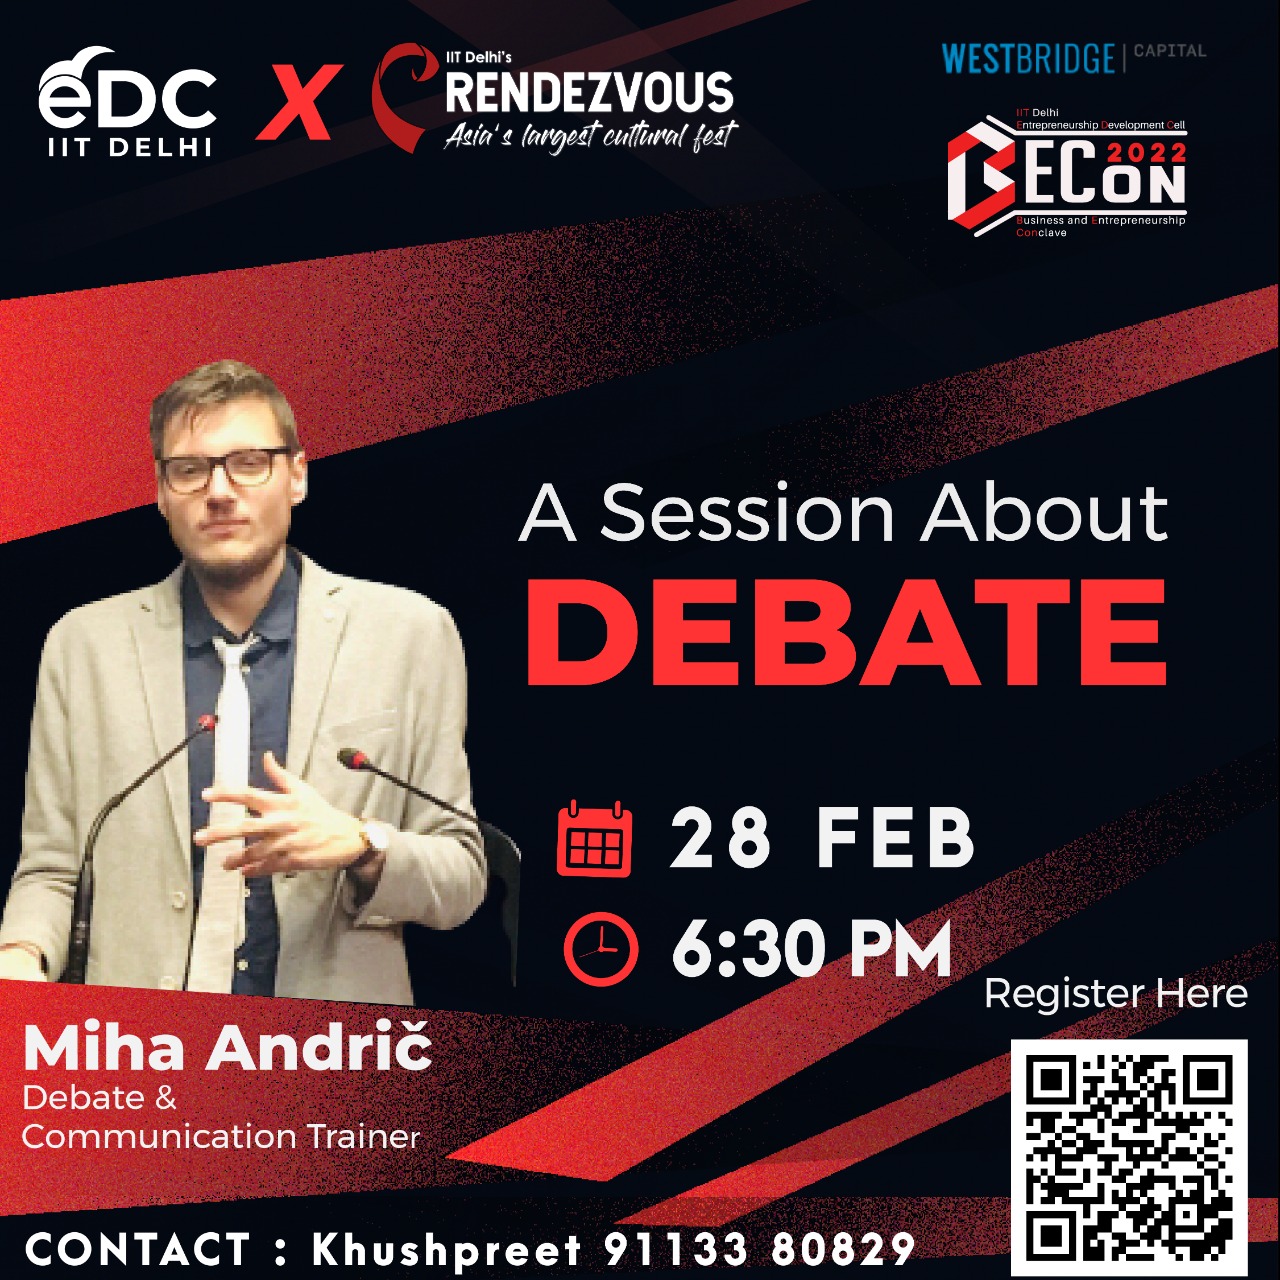 eDC
IIT DELHI
X
IIT Delhi's
RENDEZVOUS
Asia's largest cultural fest
WESTBRIDGE | CAPITAL
IIT Delhi
Entrepreneurship Development Cell
BECon 2022
Business and Entrepreneurship
Conclave
A Session About
DEBATE
28 FEB
6:30 PM
Register Here
Miha Andrič
Debate &
Communication Trainer
CONTACT : Khushpreet 91133 80829